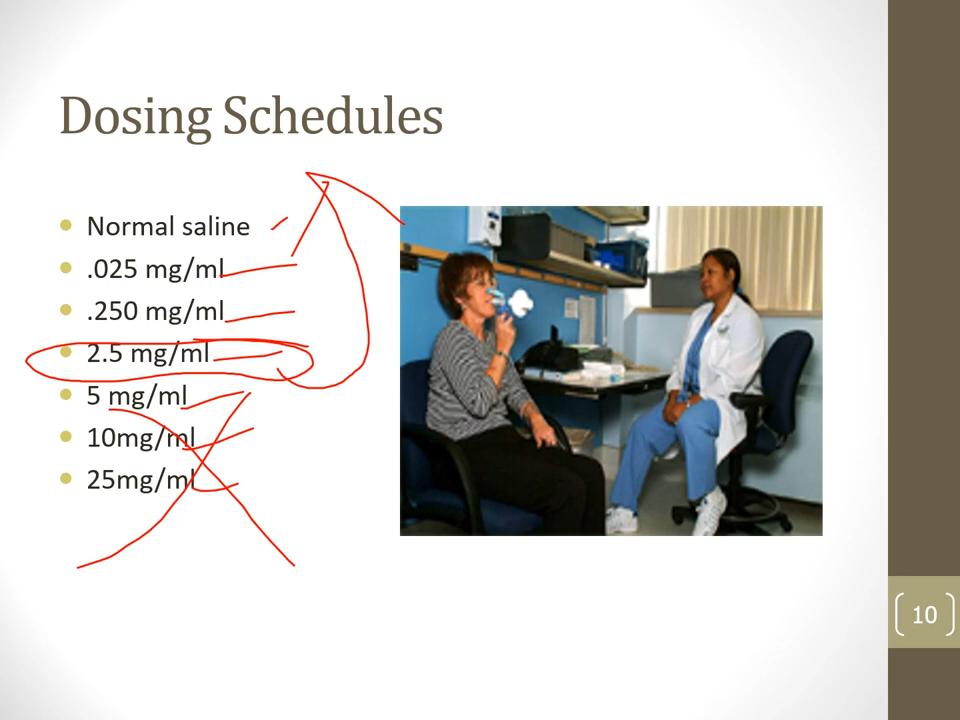 Dosing Schedules
Normal saline
.025 mg/ml
.250 mg/ml
2.5 mg/ml
5 mg/ml
10mg/ml
25mg/ml
10